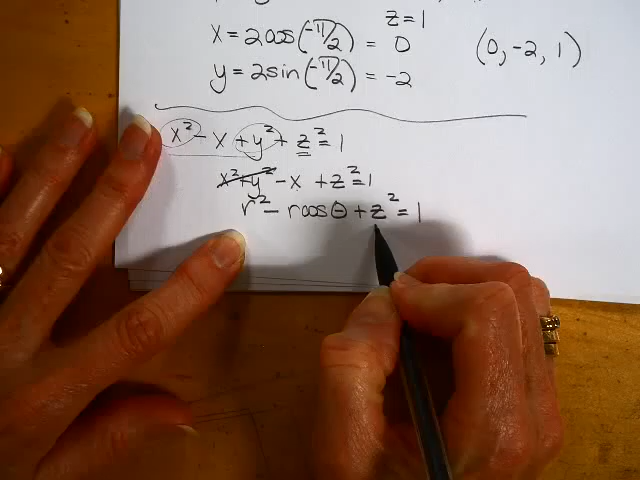 z=1
x = 2cos(-π/2) = 0 (0, -2, 1)
y = 2sin(-π/2) = -2
x² - x + y² + z² = 1
x² + y² - x + z² = 1
r² - rcosθ + z² = 1